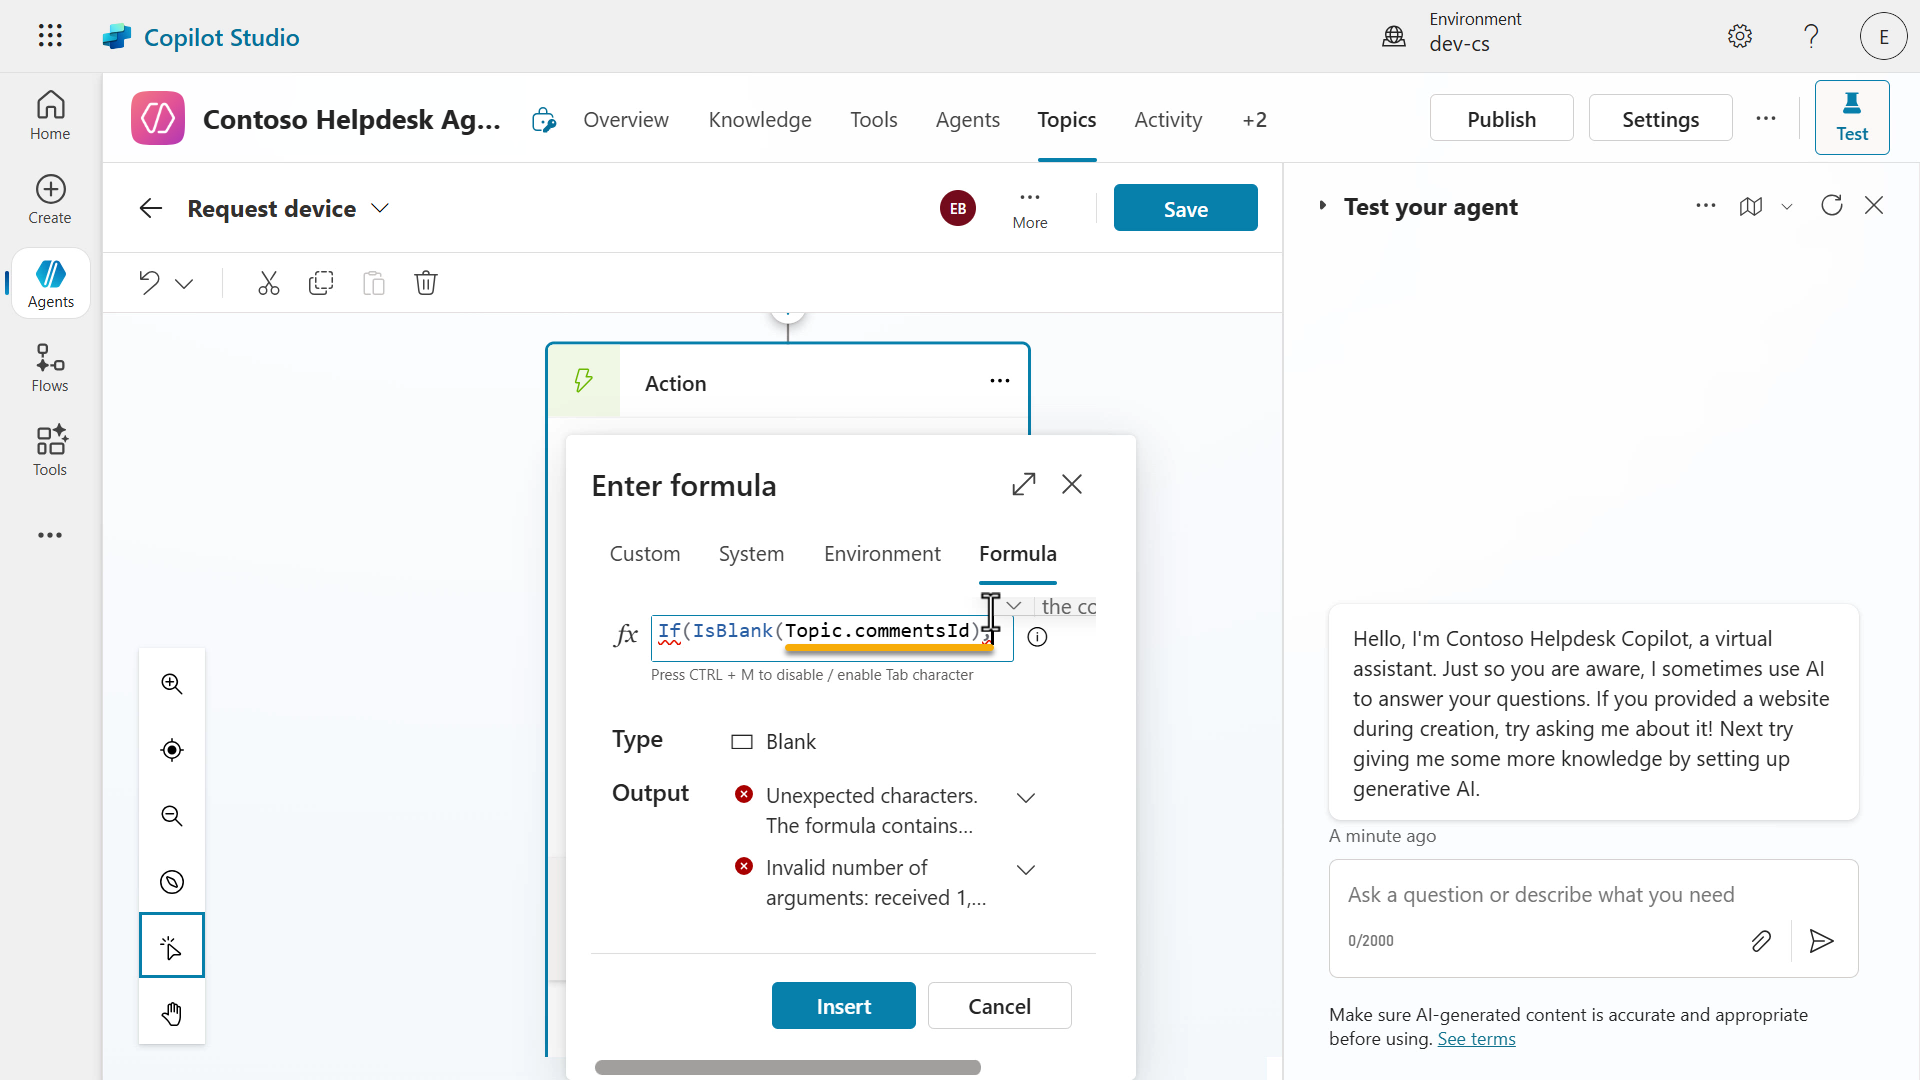 Copilot Studio
Environment
dev-cs
?
E
Home
Create
Agents
Flows
Tools
Contoso Helpdesk Ag...
Overview
Knowledge
Tools
Agents
Topics
Activity
+2
Publish
Settings
Test
Request device
EB
More
Save
Action
Enter formula
Custom
System
Environment
Formula
the co
fx
If(IsBlank(Topic.commentsId),
Press CTRL + M to disable / enable Tab character
Type
Blank
Output
Unexpected characters.
The formula contains...
Invalid number of
arguments: received 1,...
Insert
Cancel
Test your agent
Hello, I'm Contoso Helpdesk Copilot, a virtual
assistant. Just so you are aware, I sometimes use AI
to answer your questions. If you provided a website
during creation, try asking me about it! Next try
giving me some more knowledge by setting up
generative AI.
A minute ago
Ask a question or describe what you need
0/2000
Make sure AI-generated content is accurate and appropriate
before using. See terms